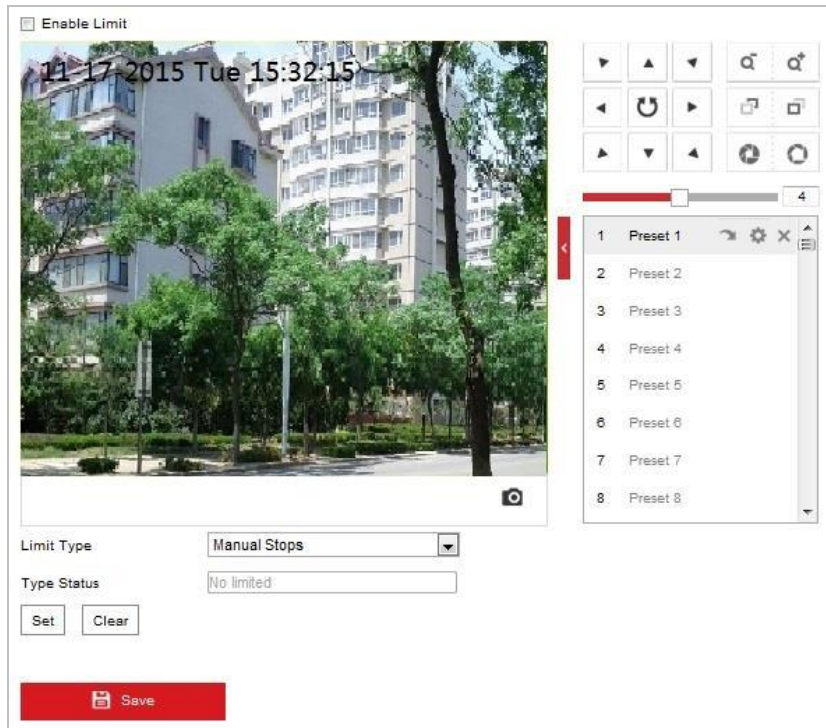 Enable Limit
11-17-2015 Tue 15:32:15
4
1 Preset 1
2 Preset 2
3 Preset 3
4 Preset 4
5 Preset 5
6 Preset 6
7 Preset 7
8 Preset 8
Limit Type Manual Stops
Type Status No limited
Set Clear
Save